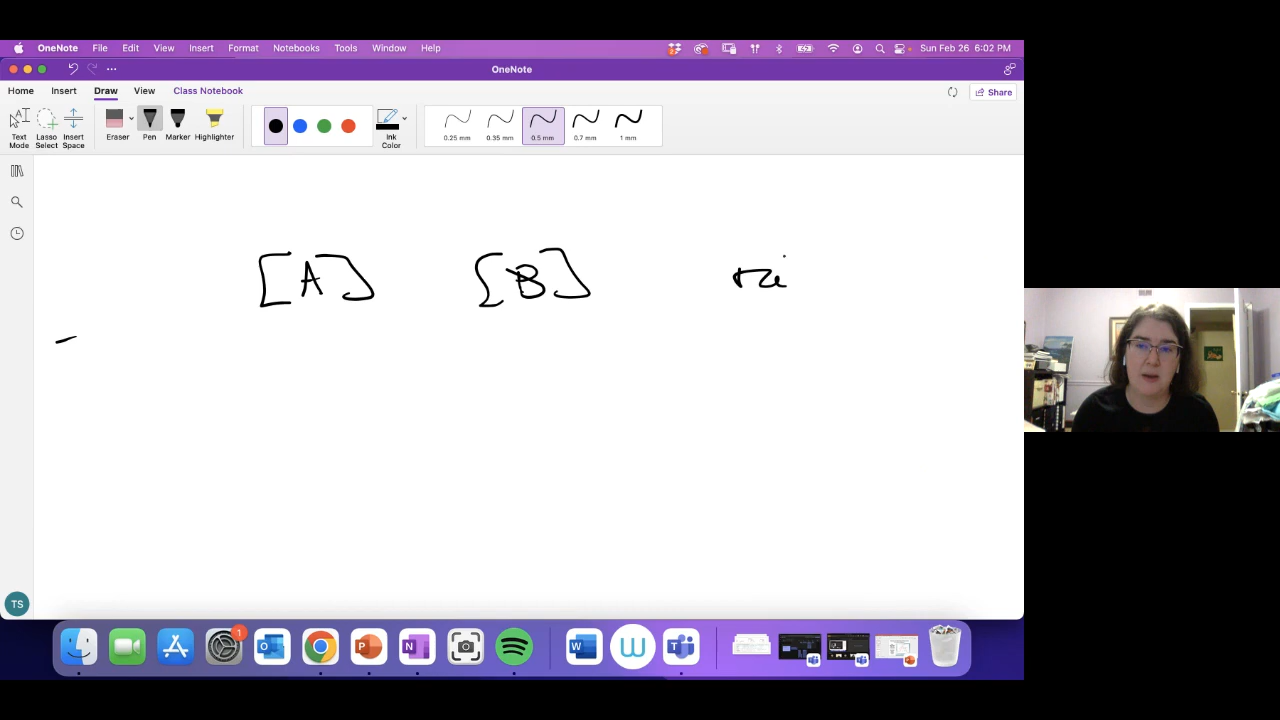 OneNote File Edit View Insert Format Notebooks Tools Window Help Sun Feb 26 6:02 PM
OneNote
Home Insert Draw View Class Notebook Share
Text Mode Lasso Select Insert Space Eraser Pen Marker Highlighter Ink Color 0.25 mm 0.35 mm 0.5 mm 0.7 mm 1 mm
[A] [B]
TS
1